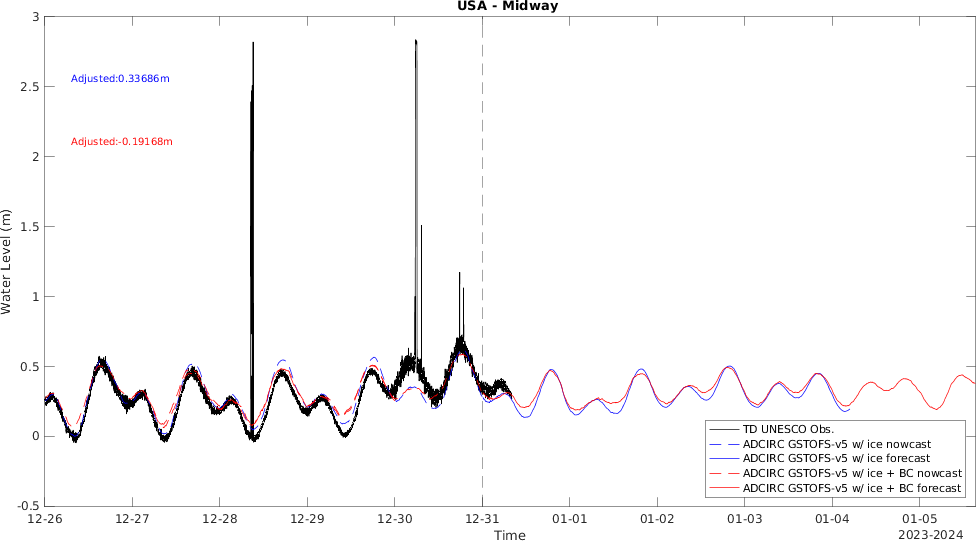 USA - Midway
3
2.5
2
1.5
1
0.5
0
-0.5
Water Level (m)
Adjusted:0.33686m
Adjusted:-0.19168m
TD UNESCO Obs.
ADCIRC GSTOFS-v5 w/ ice nowcast
ADCIRC GSTOFS-v5 w/ ice forecast
ADCIRC GSTOFS-v5 w/ ice + BC nowcast
ADCIRC GSTOFS-v5 w/ ice + BC forecast
12-26 12-27 12-28 12-29 12-30 12-31 01-01 01-02 01-03 01-04 01-05
Time
2023-2024